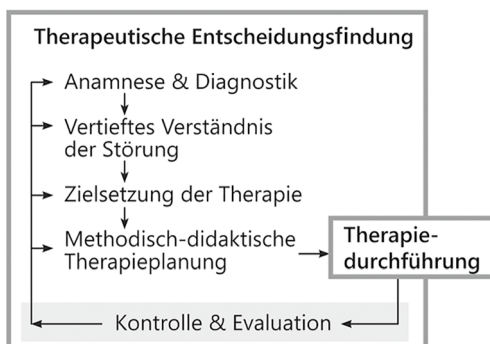 Therapeutische Entscheidungsfindung
Anamnese & Diagnostik
Vertieftes Verständnis
der Störung
Zielsetzung der Therapie
Methodisch-didaktische
Therapieplanung
Therapie-
durchführung
Kontrolle & Evaluation